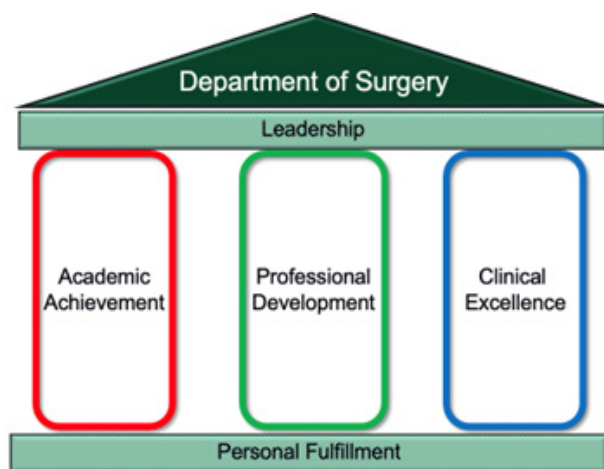 Department of Surgery
Leadership
Academic
Achievement
Professional
Development
Clinical
Excellence
Personal Fulfillment